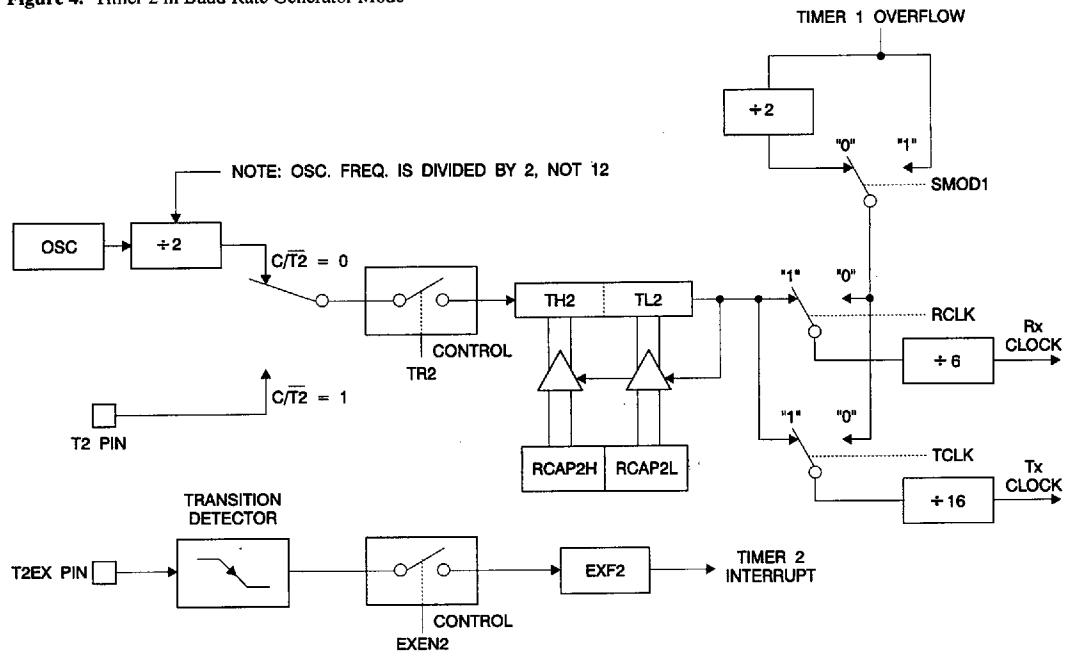 Figure 4. Timer 2 in Baud Rate Generator Mode
TIMER 1 OVERFLOW
÷2
"0" "1"
SMOD1
NOTE: OSC. FREQ. IS DIVIDED BY 2, NOT 12
OSC
÷2
C/T̅2̅ = 0
TH2 TL2
"1" "0"
RCLK
Rx
CLOCK
÷ 6
CONTROL
TR2
C/T̅2̅ = 1
T2 PIN
RCAP2H RCAP2L
"1" "0"
TCLK
Tx
CLOCK
÷ 16
TRANSITION
DETECTOR
T2EX PIN
EXF2
TIMER 2
INTERRUPT
CONTROL
EXEN2